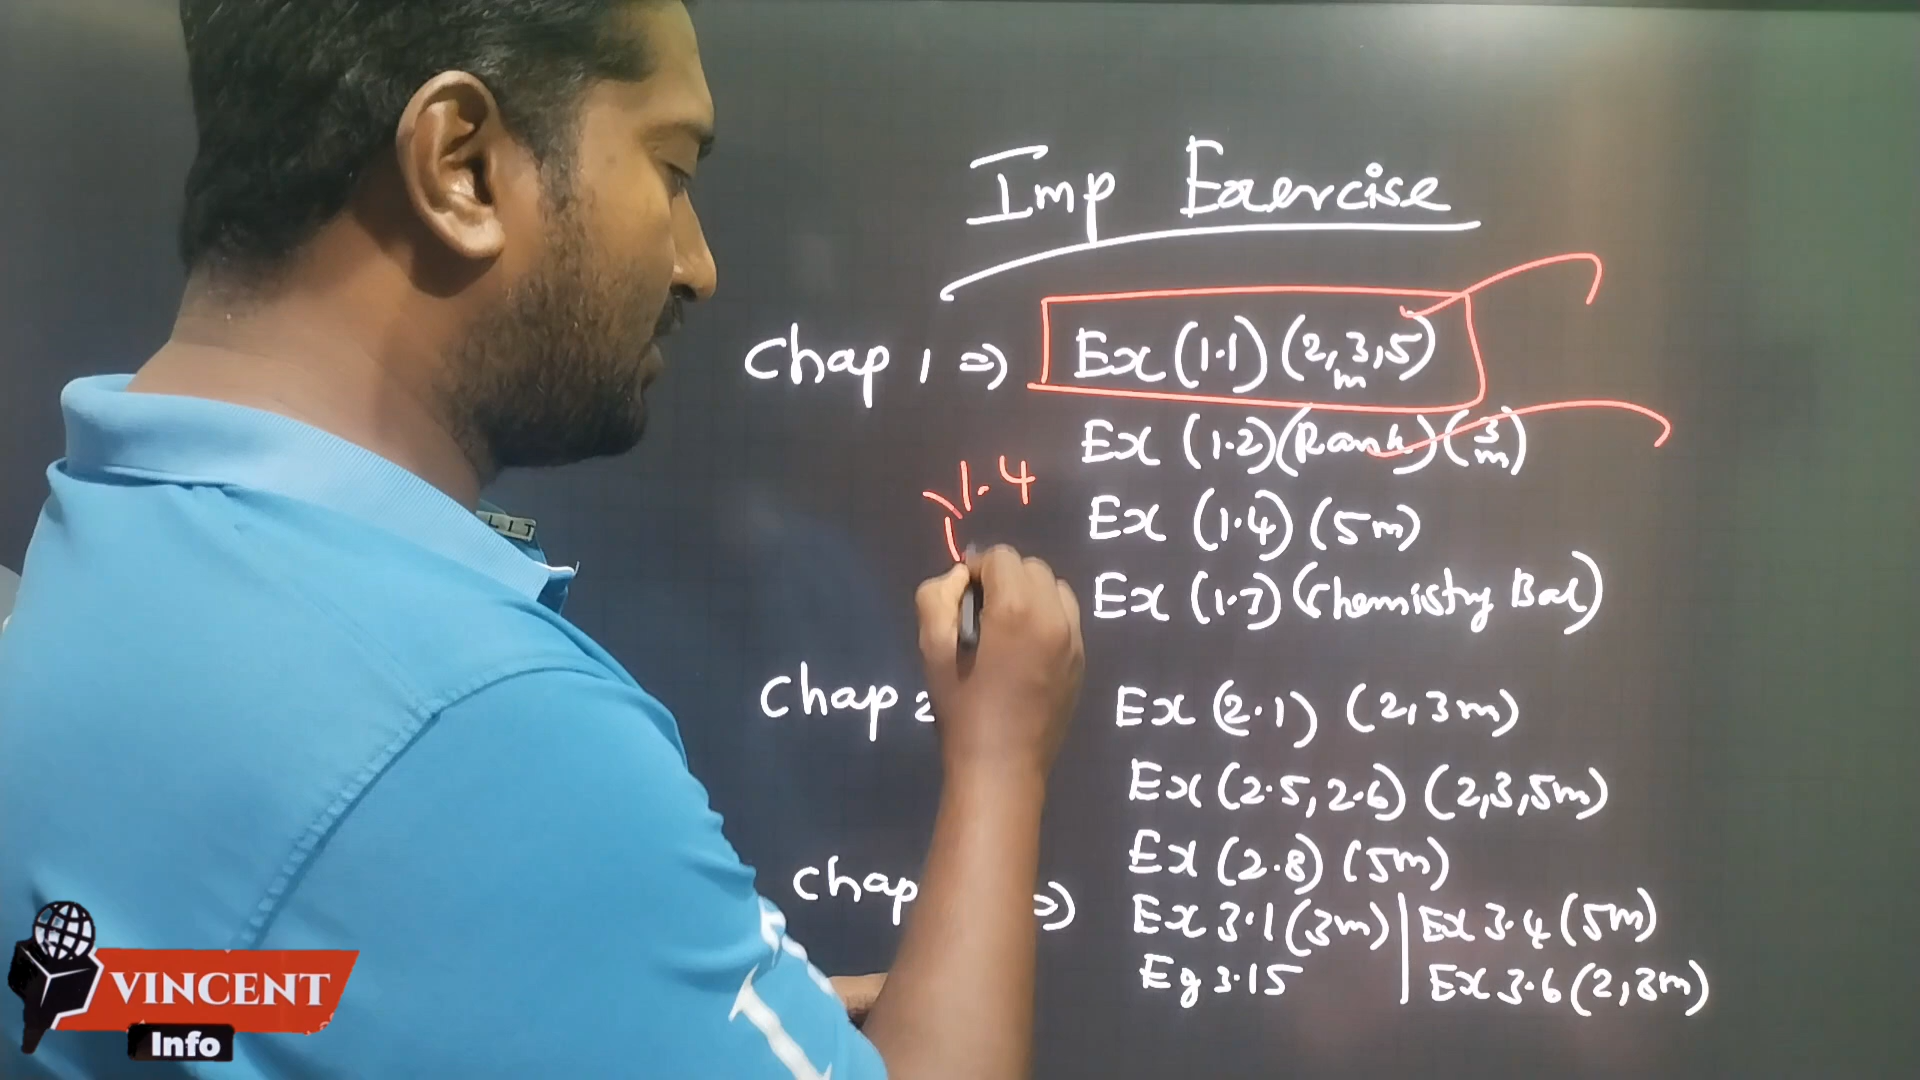 Imp Exercise
Chap 1 => Ex (1.1) (2, 3, 5) m
Ex (1.2) (Rank) (3 m)
1.4
Ex (1.4) (5m)
Ex (1.7) (Chemistry Bal)
Chap 2 Ex (2.1) (2, 3m)
Ex (2.5, 2.6) (2, 3, 5m)
Ex (2.8) (5m)
Chap => Ex 3.1 (3m) | Ex 3.4 (5m)
Eg 3.15 | Ex 3.6 (2, 3m)
VINCENT
Info